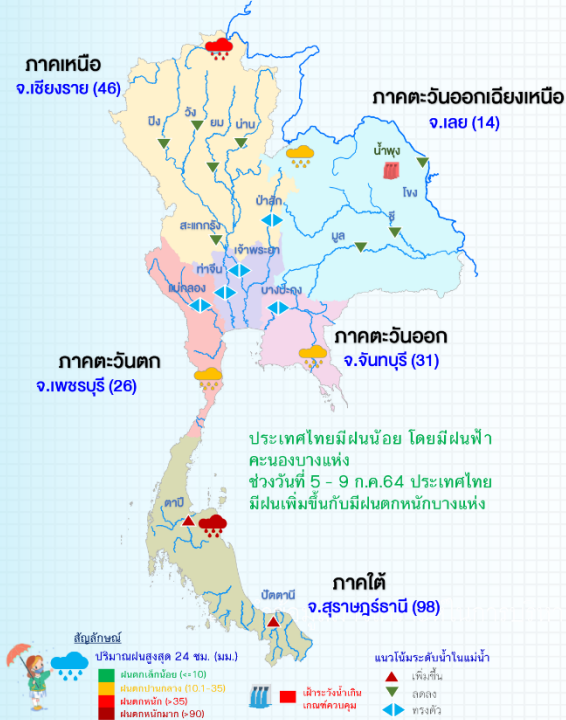 ภาคเหนือ
จ.เชียงราย (46)
ภาคตะวันออกเฉียงเหนือ
จ.เลย (14)
ปิง
วัง
ยม
น่าน
น้ำพุง
โขง
ป่าสัก
ชี
มูล
สะแกกรัง
เจ้าพระยา
ท่าจีน
แม่กลอง
บางปะกง
ภาคตะวันตก
จ.เพชรบุรี (26)
ภาคตะวันออก
จ.จันทบุรี (31)
ประเทศไทยมีฝนน้อย โดยมีฝนฟ้า
คะนองบางแห่ง
ช่วงวันที่ 5 - 9 ก.ค.64 ประเทศไทย
มีฝนเพิ่มขึ้นกับมีฝนตกหนักบางแห่ง
ตาปี
ปัตตานี
ภาคใต้
จ.สุราษฎร์ธานี (98)
สัญลักษณ์
ปริมาณฝนสูงสุด 24 ชม. (มม.)
ฝนตกเล็กน้อย (<=10)
ฝนตกปานกลาง (10.1-35)
ฝนตกหนัก (>35)
ฝนตกหนักมาก (>90)
เฝ้าระวังน้ำเกิน
เกณฑ์ควบคุม
แนวโน้มระดับน้ำในแม่น้ำ
เพิ่มขึ้น
ลดลง
ทรงตัว